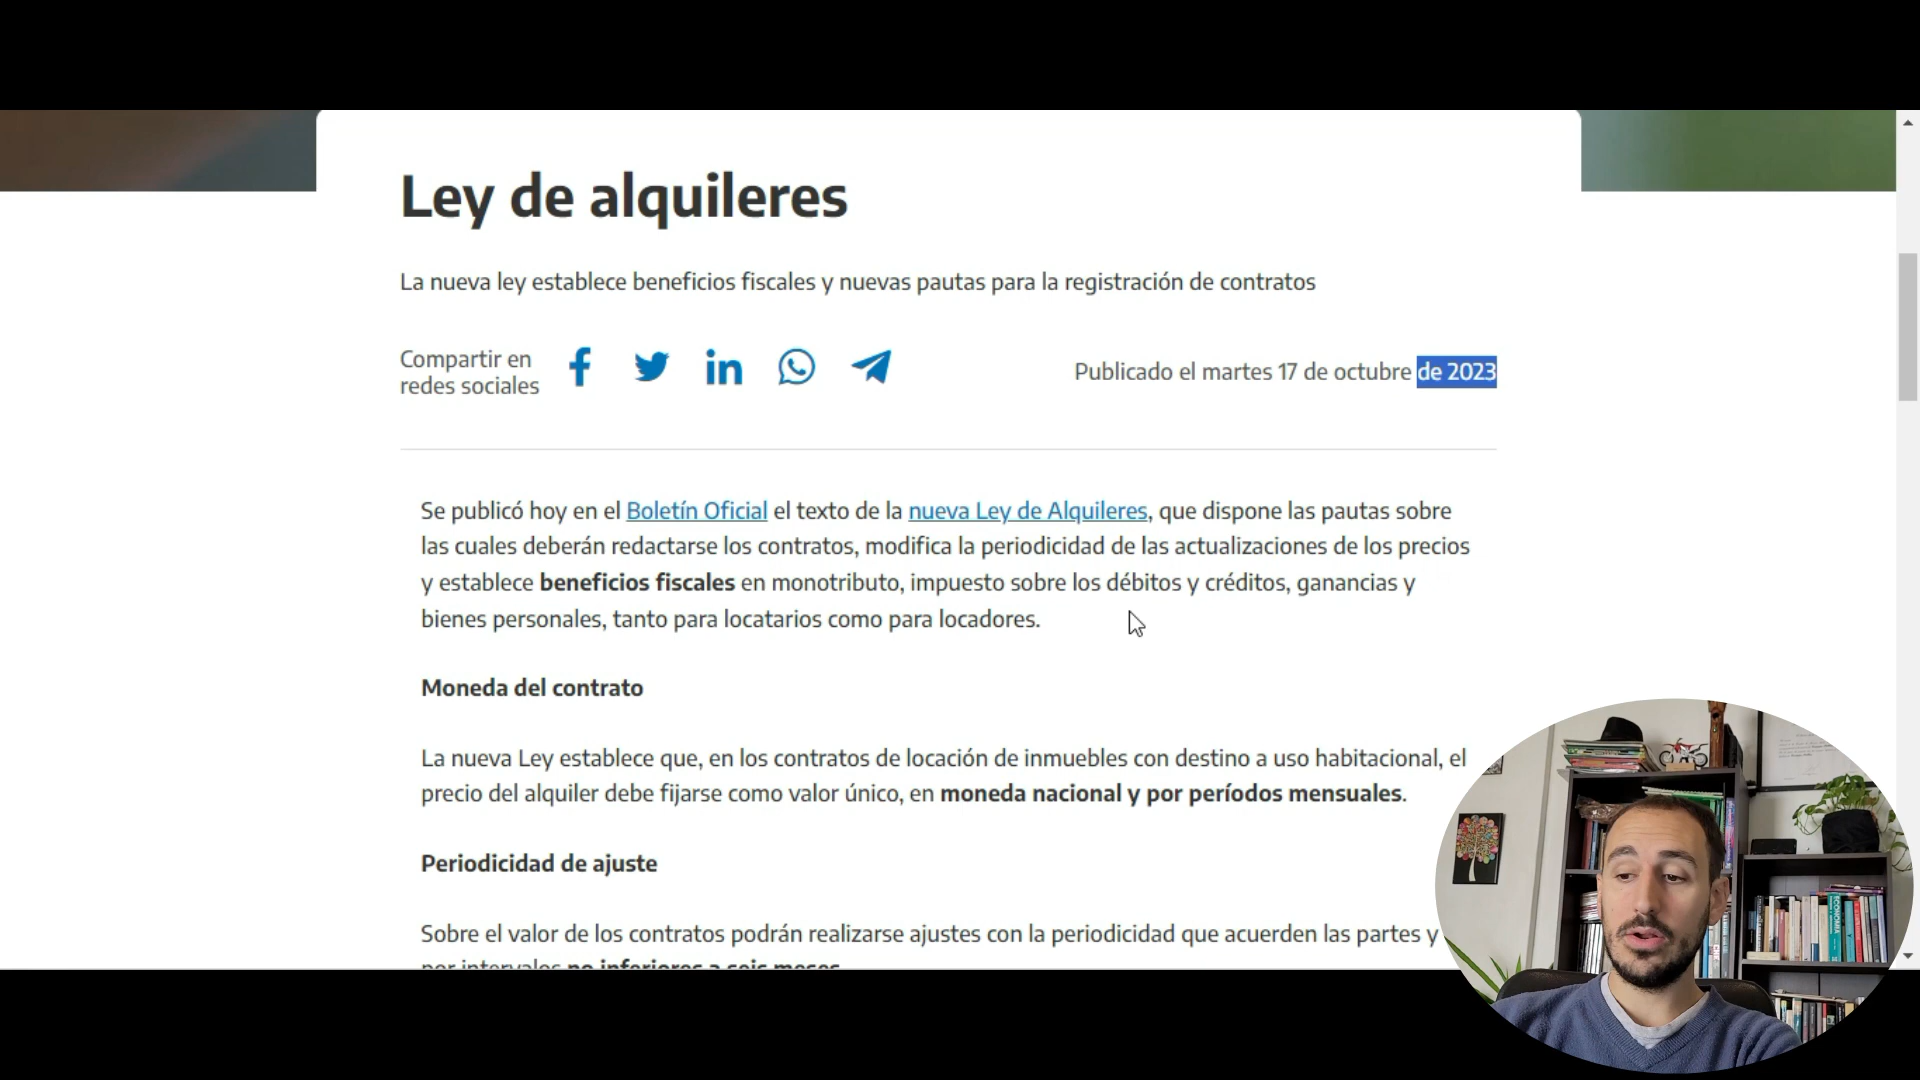 Ley de alquileres
La nueva ley establece beneficios fiscales y nuevas pautas para la registración de contratos
Compartir en
redes sociales
Publicado el martes 17 de octubre de 2023
Se publicó hoy en el Boletín Oficial el texto de la nueva Ley de Alquileres, que dispone las pautas sobre
las cuales deberán redactarse los contratos, modifica la periodicidad de las actualizaciones de los precios
y establece beneficios fiscales en monotributo, impuesto sobre los débitos y créditos, ganancias y
bienes personales, tanto para locatarios como para locadores.
Moneda del contrato
La nueva Ley establece que, en los contratos de locación de inmuebles con destino a uso habitacional, el
precio del alquiler debe fijarse como valor único, en moneda nacional y por períodos mensuales.
Periodicidad de ajuste
Sobre el valor de los contratos podrán realizarse ajustes con la periodicidad que acuerden las partes y
por intervalos no inferiores a seis meses
ECONOMIA